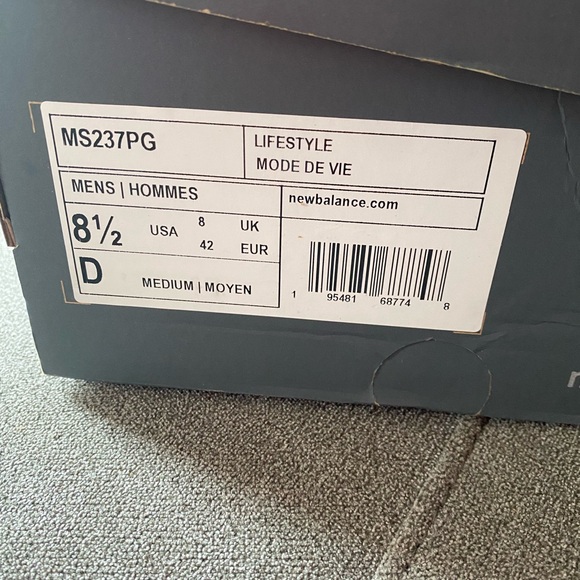 MS237PG
LIFESTYLE
MODE DE VIE
MENS | HOMMES
newbalance.com
8½ USA 8 UK
42 EUR
D MEDIUM | MOYEN
1 95481 68774 8